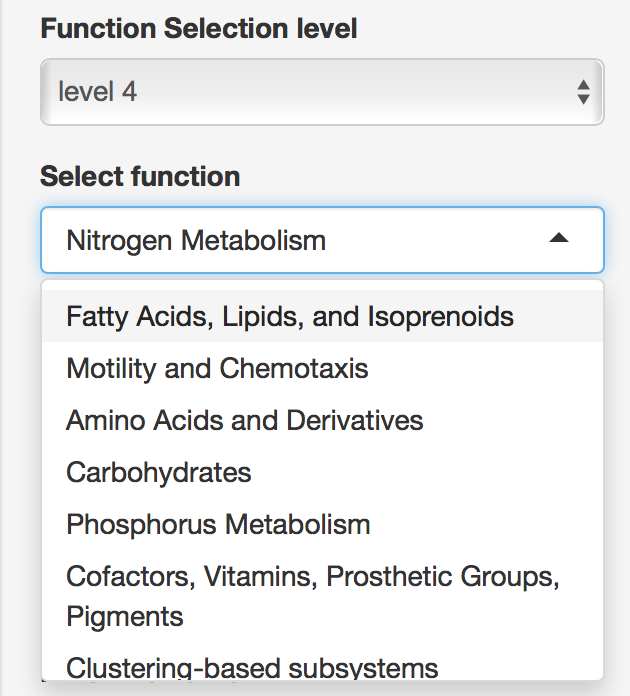 Function Selection level
level 4
Select function
Nitrogen Metabolism
Fatty Acids, Lipids, and Isoprenoids
Motility and Chemotaxis
Amino Acids and Derivatives
Carbohydrates
Phosphorus Metabolism
Cofactors, Vitamins, Prosthetic Groups,
Pigments
Clustering-based subsystems